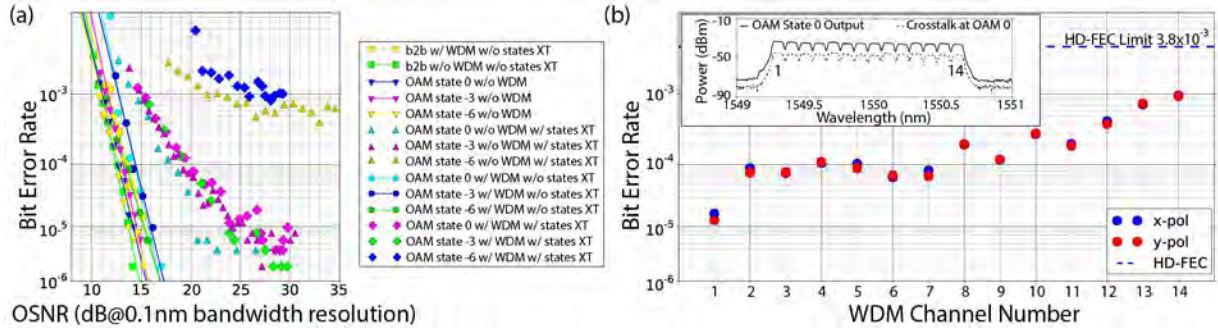 (a)
Bit Error Rate
10-3
10-4
10-5
10-6
10
15
20
25
30
35
OSNR (dB@0.1nm bandwidth resolution)
b2b w/ WDM w/o states XT
b2b w/o WDM w/o states XT
OAM state 0 w/o WDM
OAM state -3 w/o WDM
OAM state -6 w/o WDM
OAM state 0 w/o WDM w/ states XT
OAM state -3 w/o WDM w/ states XT
OAM state -6 w/o WDM w/ states XT
OAM state 0 w/ WDM w/o states XT
OAM state -3 w/ WDM w/o states XT
OAM state -6 w/ WDM w/o states XT
OAM state 0 w/ WDM w/ states XT
OAM state -3 w/ WDM w/ states XT
OAM state -6 w/ WDM w/ states XT
(b)
Bit Error Rate
10-3
10-4
10-5
10-6
Power (dBm)
-10
-50
-90
OAM State 0 Output
Crosstalk at OAM 0
1
14
1549
1549.5
1550
1550.5
1551
Wavelength (nm)
HD-FEC Limit 3.8x10-3
x-pol
y-pol
HD-FEC
1 2 3 4 5 6 7 8 9 10 11 12 13 14
WDM Channel Number